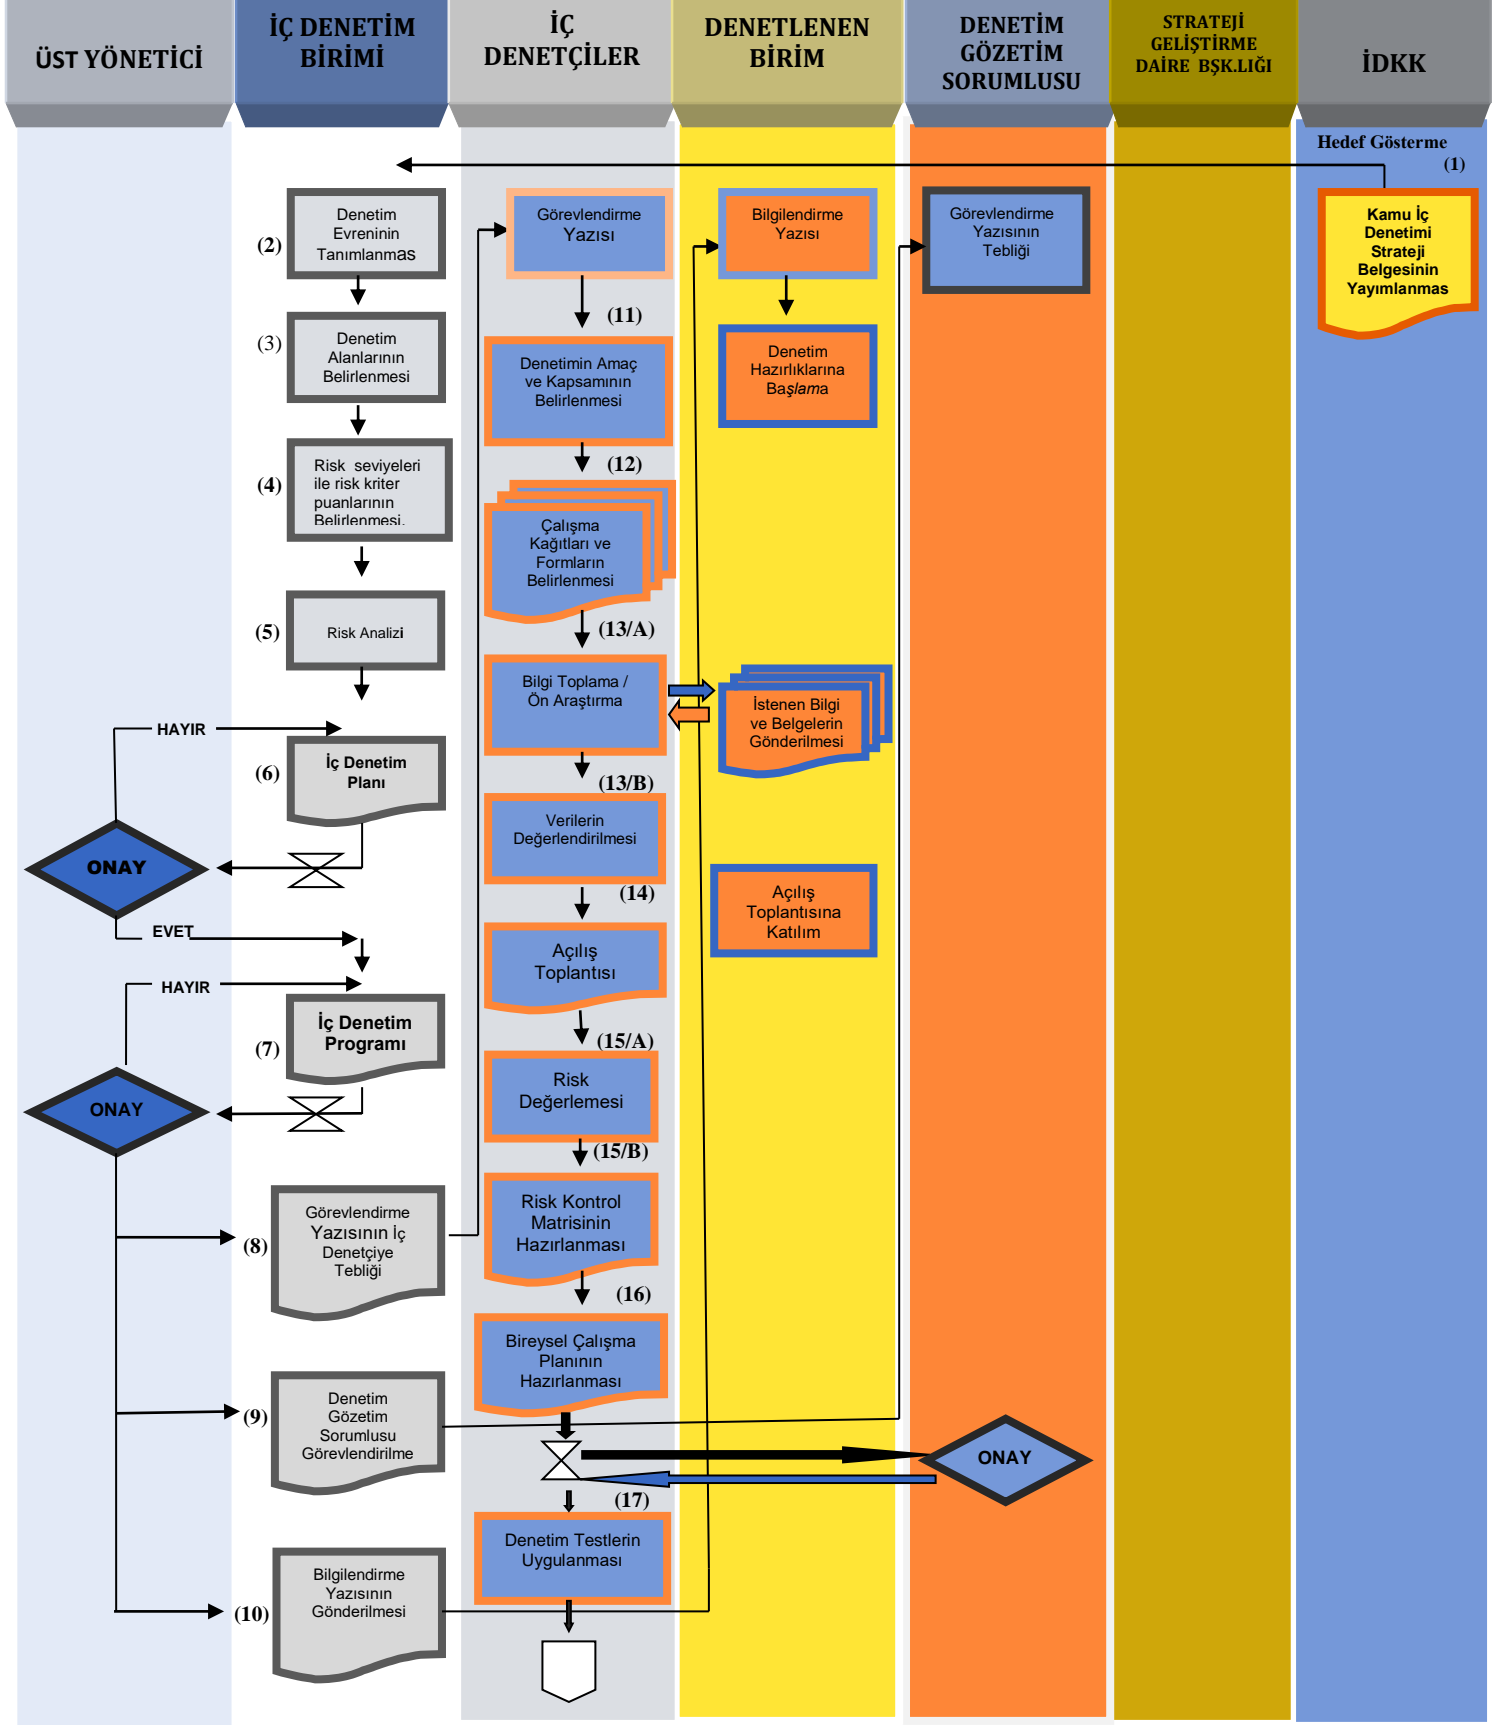 ÜST YÖNETİCİ
İÇ DENETİM
BİRİMİ
İÇ
DENETÇİLER
DENETLENEN
BİRİM
DENETİM
GÖZETİM
SORUMLUSU
STRATEJİ
GELİŞTİRME
DAİRE BŞK.LIĞI
İDKK
Hedef Gösterme
(1)
Kamu İç
Denetimi
Strateji
Belgesinin
Yayımlanmas
(2)
Denetim
Evreninin
Tanımlanmas
(3)
Denetim
Alanlarının
Belirlenmesi
(4)
Risk seviyeleri
ile risk kriter
puanlarının
Belirlenmesi.
(5)
Risk Analizi
HAYIR
(6)
İç Denetim
Planı
ONAY
EVET
HAYIR
(7)
İç Denetim
Programı
ONAY
(8)
Görevlendirme
Yazısının İç
Denetçiye
Tebliği
(9)
Denetim
Gözetim
Sorumlusu
Görevlendirilme
(10)
Bilgilendirme
Yazısının
Gönderilmesi
Görevlendirme
Yazısı
(11)
Denetimin Amaç
ve Kapsamının
Belirlenmesi
(12)
Çalışma
Kağıtları ve
Formların
Belirlenmesi
(13/A)
Bilgi Toplama /
Ön Araştırma
(13/B)
Verilerin
Değerlendirilmesi
(14)
Açılış
Toplantısı
(15/A)
Risk
Değerlemesi
(15/B)
Risk Kontrol
Matrisinin
Hazırlanması
(16)
Bireysel Çalışma
Planının
Hazırlanması
(17)
Denetim Testlerin
Uygulanması
Bilgilendirme
Yazısı
Denetim
Hazırlıklarına
Başlama
İstenen Bilgi
ve Belgelerin
Gönderilmesi
Açılış
Toplantısına
Katılım
Görevlendirme
Yazısının
Tebliği
ONAY